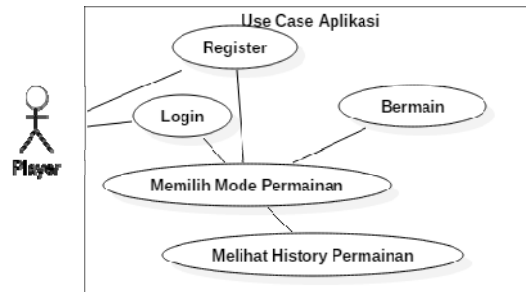 Use Case Aplikasi
Register
Login
Bermain
Player
Memilih Mode Permainan
Melihat History Permainan